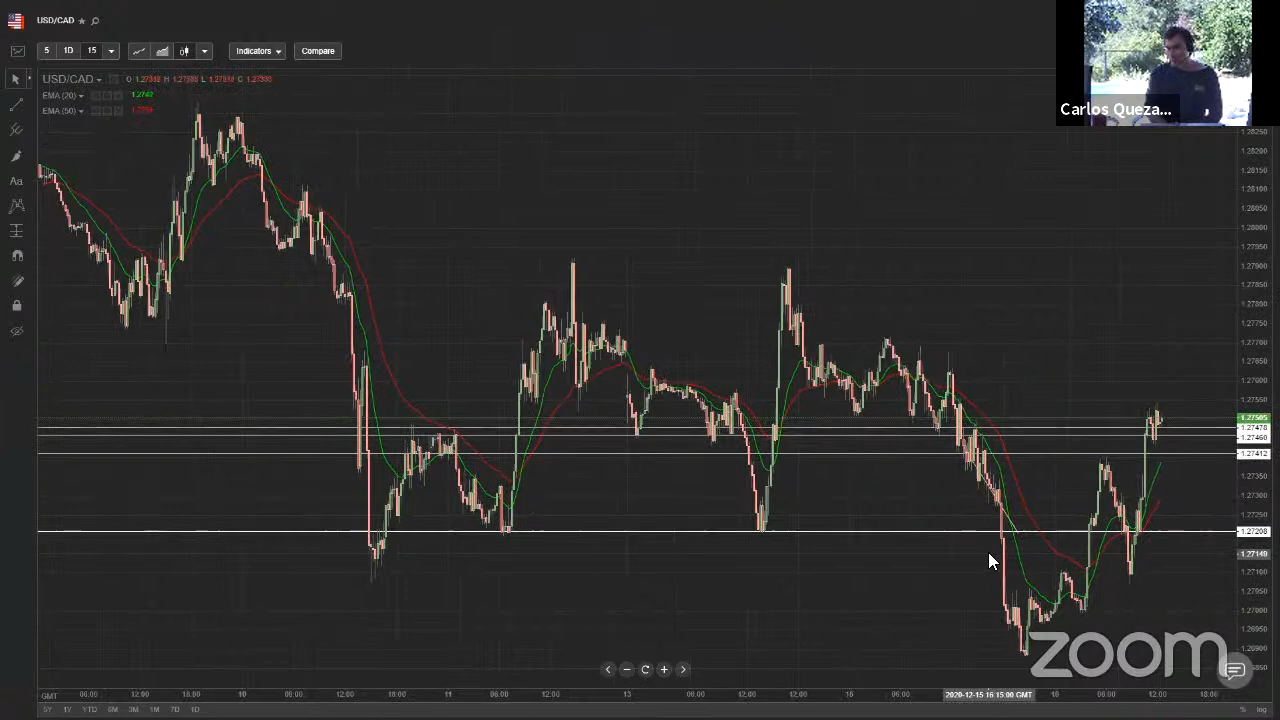 USD/CAD
5 1D 15 Indicators Compare
USD/CAD
EMA (20) 1.2742
EMA (50)
Carlos Queza...
Aa
1.28250
1.28200
1.28150
1.28100
1.28050
1.28000
1.27950
1.27900
1.27850
1.27800
1.27750
1.27700
1.27650
1.27600
1.27550
1.27505
1.27478
1.27460
1.27412
1.27350
1.27300
1.27250
1.27208
1.27149
1.27100
1.27050
1.27000
1.26950
1.26900
zoom
GMT 06:00 12:00 18:00 10 06:00 12:00 18:00 11 06:00 12:00 13 06:00 12:00 12:00 15 06:00 2020-12-15 16:15:00 GMT 16 06:00 12:00 18:00
5Y 1Y YTD 6M 3M 1M 7D 1D % log